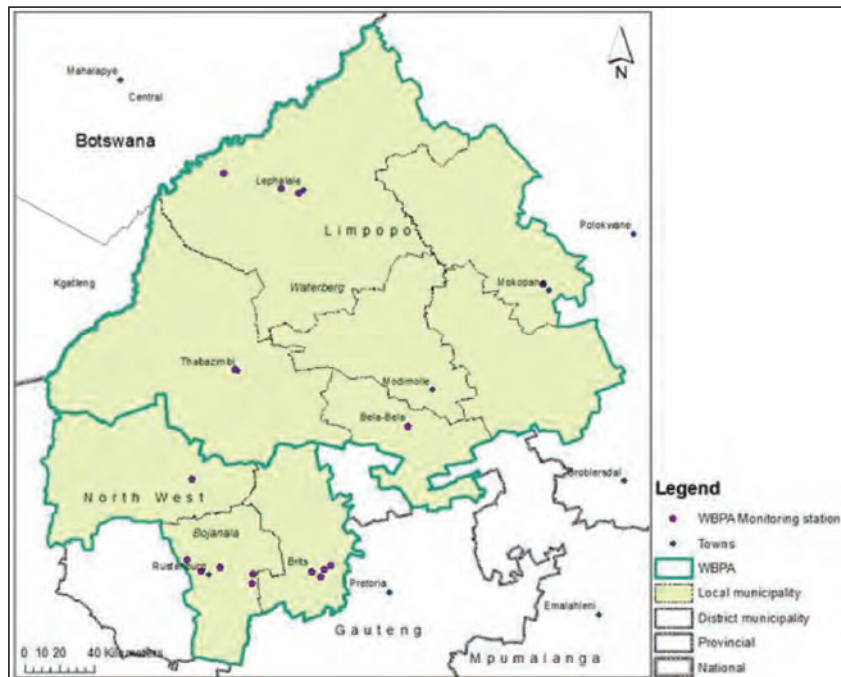 Mahalapye
Central
N
Botswana
Lephalale
Limpopo
Polokwane
Kgatleng
Waterberg
Mokopane
Thabazimbi
Modimolle
Bela-Bela
Groblersdal
North West
Bojanala
Rustenburg
Brits
Pretoria
Emalahleni
Gauteng
Mpumalanga
0 10 20 40 Kilometers
Legend
WBPA Monitoring station
Towns
WBPA
Local municipality
District municipality
Provincial
National